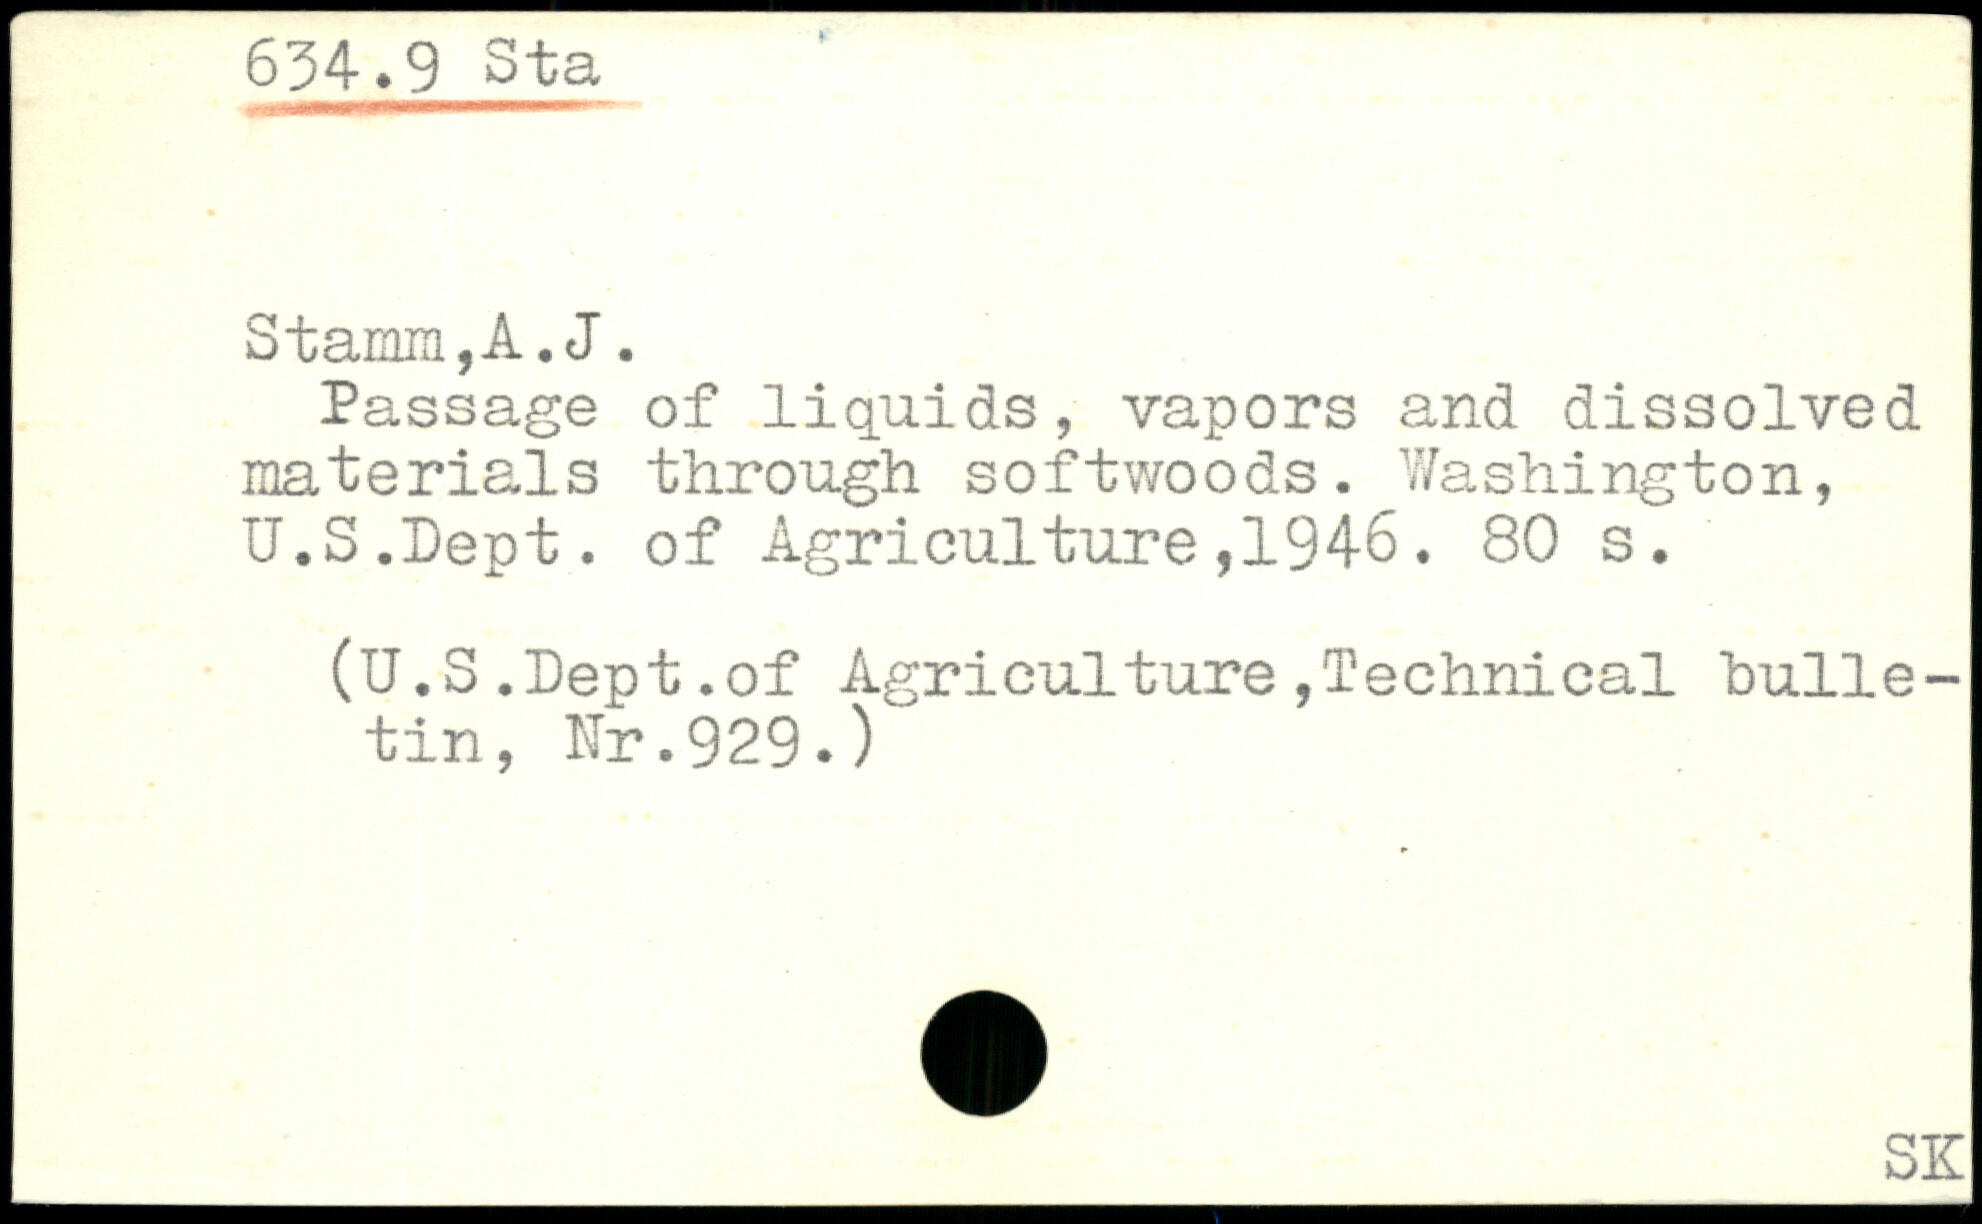 634.9 Sta
Stamm,A.J.
Passage of liquids, vapors and dissolved
materials through softwoods. Washington,
U.S.Dept. of Agriculture,1946. 80 s.
(U.S.Dept.of Agriculture,Technical bulle-
tin, Nr.929.)
SK